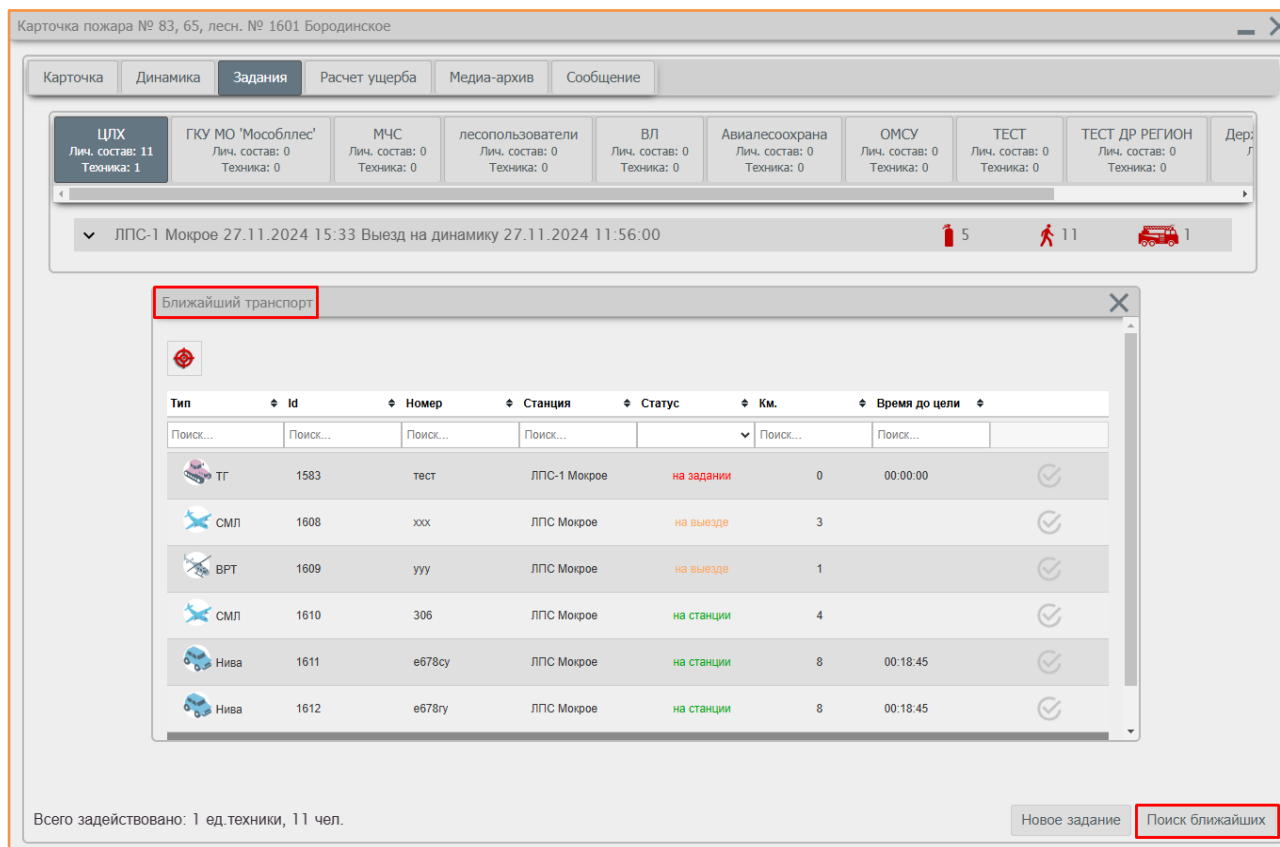 Карточка пожара № 83, 65, лесн. № 1601 Бородинское
Карточка Динамика Задания Расчет ущерба Медиа-архив Сообщение
ЦЛХ ГКУ МО 'Мособллес' МЧС лесопользователи ВЛ Авиалесоохрана ОМСУ ТЕСТ ТЕСТ ДР РЕГИОН
Лич. состав: 11 Лич. состав: 0 Лич. состав: 0 Лич. состав: 0 Лич. состав: 0 Лич. состав: 0 Лич. состав: 0 Лич. состав: 0 Лич. состав: 0
Техника: 1 Техника: 0 Техника: 0 Техника: 0 Техника: 0 Техника: 0 Техника: 0 Техника: 0 Техника: 0
ЛПС-1 Мокрое 27.11.2024 15:33 Выезд на динамику 27.11.2024 11:56:00 5 11 1
Ближайший транспорт
Тип Id Номер Станция Статус Км. Время до цели
Поиск... Поиск... Поиск... Поиск... Поиск... Поиск...
ТГ 1583 тест ЛПС-1 Мокрое на задании 0 00:00:00
СМЛ 1608 xxx ЛПС Мокрое на выезде 3
ВРТ 1609 yyy ЛПС Мокрое на выезде 1
СМЛ 1610 306 ЛПС Мокрое на станции 4
Нива 1611 е678су ЛПС Мокрое на станции 8 00:18:45
Нива 1612 е678гу ЛПС Мокрое на станции 8 00:18:45
Всего задействовано: 1 ед.техники, 11 чел. Новое задание Поиск ближайших